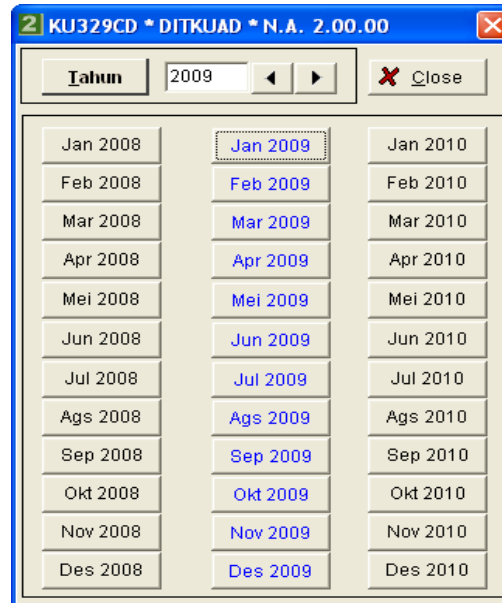 2 KU329CD * DITKUAD * N.A. 2.00.00
Tahun 2009 Close
Jan 2008 Jan 2009 Jan 2010
Feb 2008 Feb 2009 Feb 2010
Mar 2008 Mar 2009 Mar 2010
Apr 2008 Apr 2009 Apr 2010
Mei 2008 Mei 2009 Mei 2010
Jun 2008 Jun 2009 Jun 2010
Jul 2008 Jul 2009 Jul 2010
Ags 2008 Ags 2009 Ags 2010
Sep 2008 Sep 2009 Sep 2010
Okt 2008 Okt 2009 Okt 2010
Nov 2008 Nov 2009 Nov 2010
Des 2008 Des 2009 Des 2010